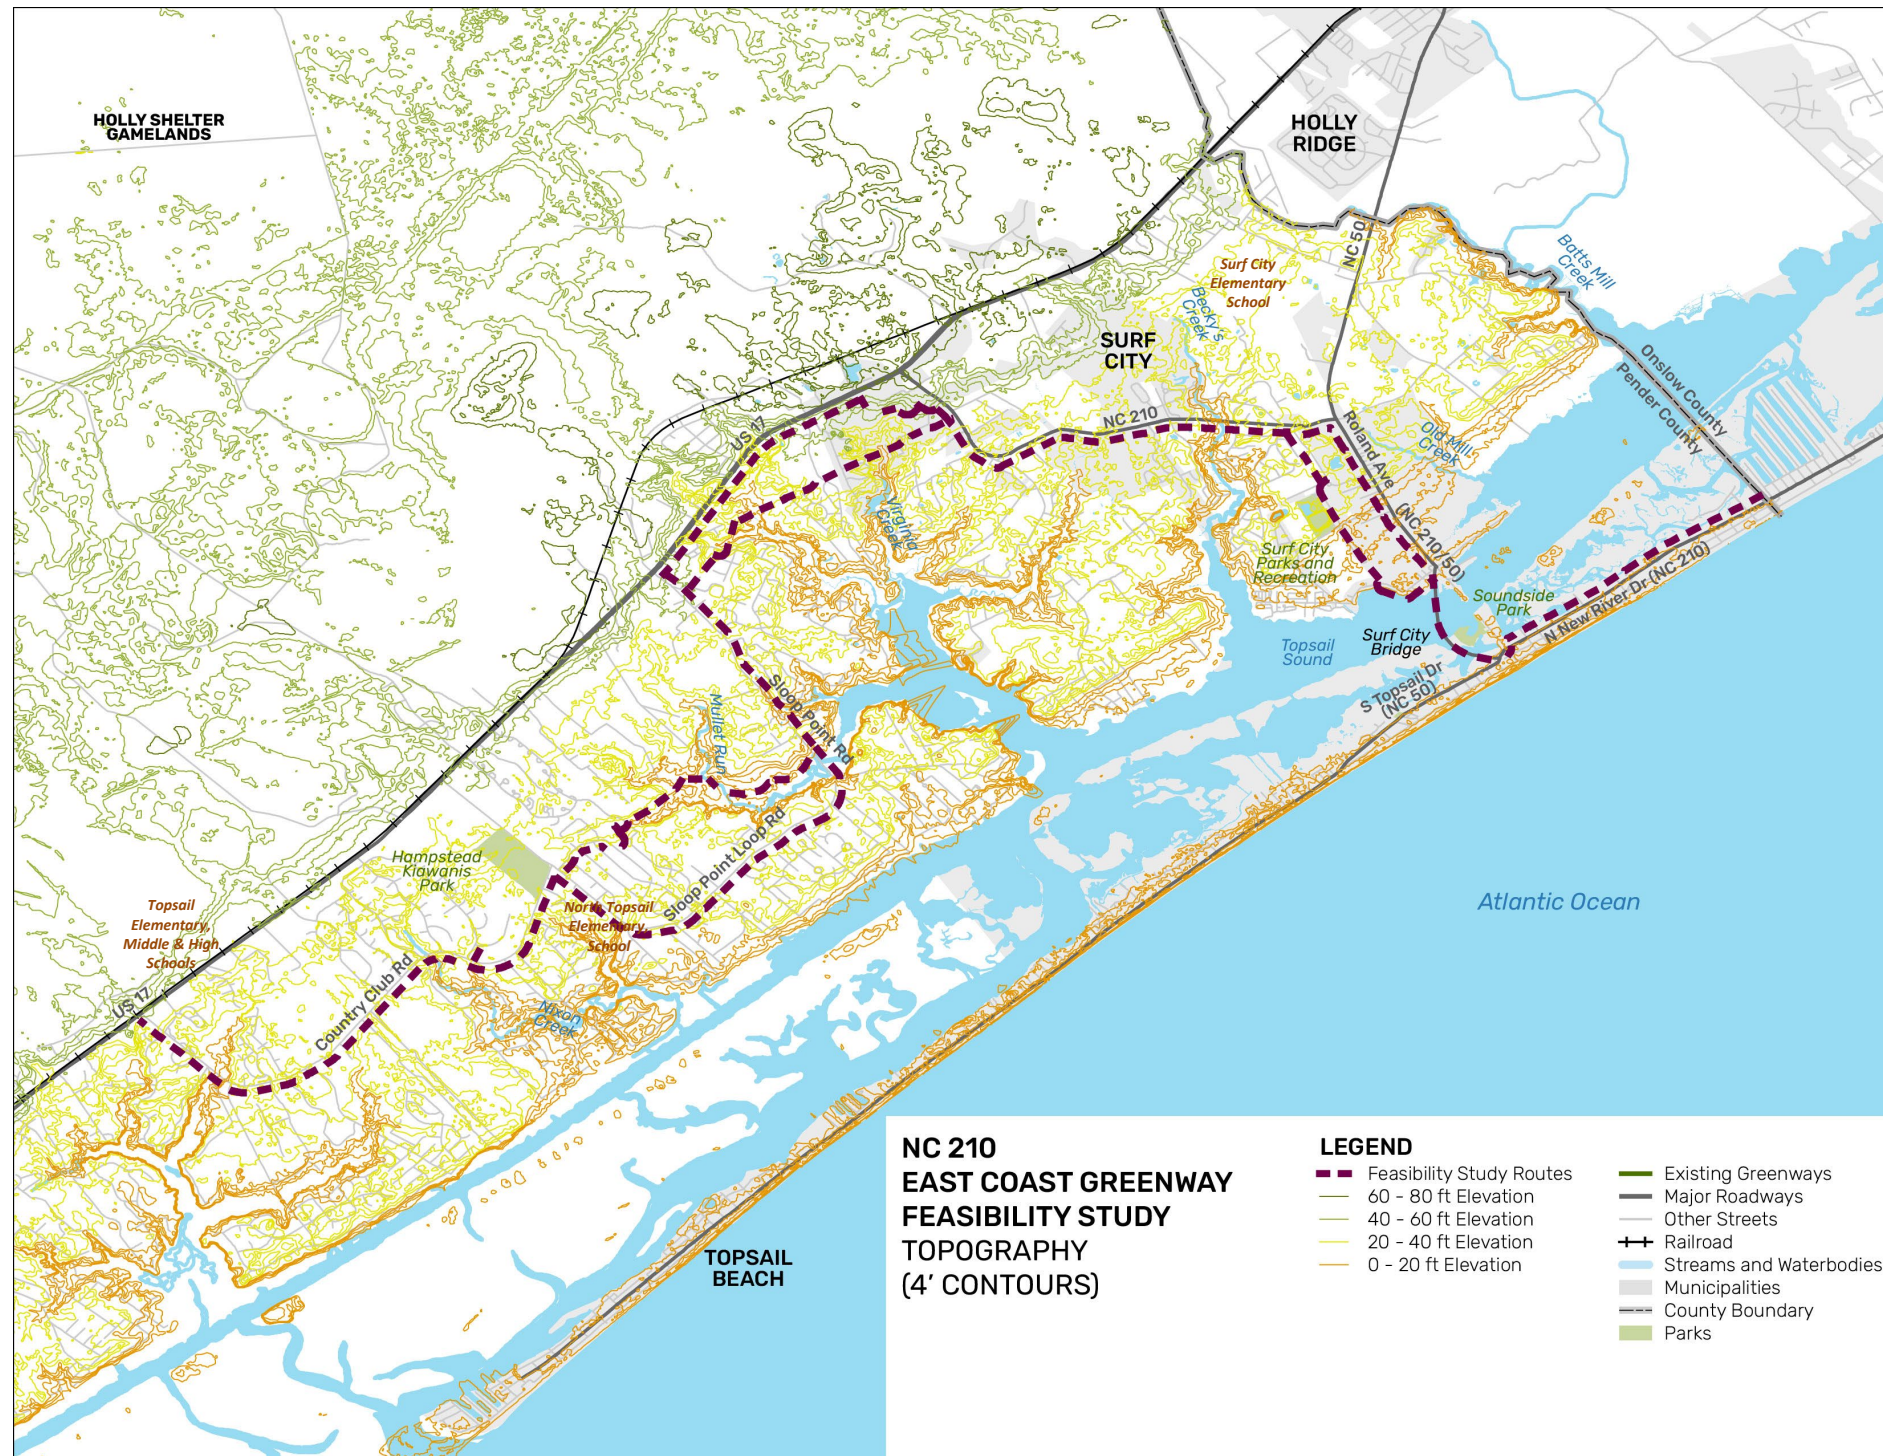 HOLLY SHELTER
GAMELANDS
HOLLY
RIDGE
NC 50
Batts Mill
Creek
Surf City
Elementary
School
Becky's
Creek
SURF
CITY
Onslow County
Pender County
NC 210
US 17
Roland Ave
(NC 210/50)
Old Mill
Creek
Virginia
Creek
Surf City
Parks and
Recreation
Soundside
Park
N New River Dr (NC 210)
Surf City
Bridge
Topsail
Sound
S Topsail Dr
(NC 50)
Sloop Point Rd
Mullet Run
Sloop Point Loop Rd
Hampstead
Kiawanis
Park
Topsail
Elementary,
Middle & High
Schools
North Topsail
Elementary
School
Atlantic Ocean
US 17
Country Club Rd
Nixon
Creek
TOPSAIL
BEACH
NC 210
EAST COAST GREENWAY
FEASIBILITY STUDY
TOPOGRAPHY
(4' CONTOURS)
LEGEND
Feasibility Study Routes
60 - 80 ft Elevation
40 - 60 ft Elevation
20 - 40 ft Elevation
0 - 20 ft Elevation
Existing Greenways
Major Roadways
Other Streets
Railroad
Streams and Waterbodies
Municipalities
County Boundary
Parks